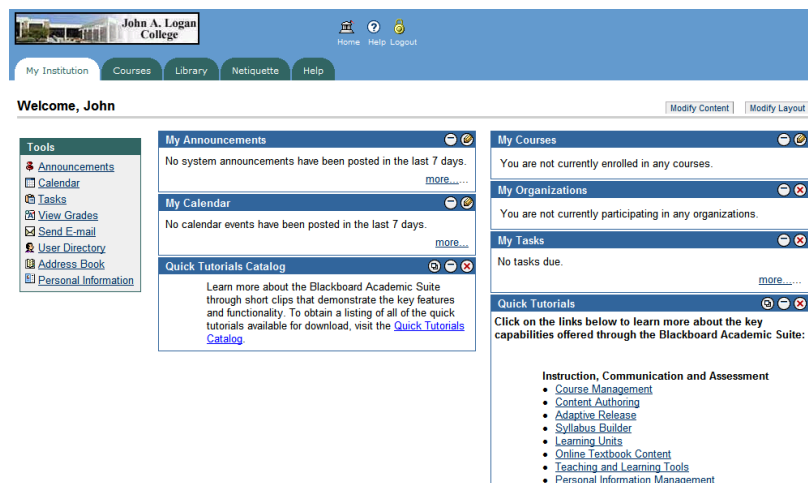 John A. Logan
College
Home Help Logout
My Institution Courses Library Netiquette Help
Welcome, John
Modify Content Modify Layout
Tools
Announcements
Calendar
Tasks
View Grades
Send E-mail
User Directory
Address Book
Personal Information
My Announcements
No system announcements have been posted in the last 7 days.
more......
My Calendar
No calendar events have been posted in the last 7 days.
more...
Quick Tutorials Catalog
Learn more about the Blackboard Academic Suite
through short clips that demonstrate the key features
and functionality. To obtain a listing of all of the quick
tutorials available for download, visit the Quick Tutorials
Catalog.
My Courses
You are not currently enrolled in any courses.
My Organizations
You are not currently participating in any organizations.
My Tasks
No tasks due.
more......
Quick Tutorials
Click on the links below to learn more about the key
capabilities offered through the Blackboard Academic Suite:
Instruction, Communication and Assessment
• Course Management
• Content Authoring
• Adaptive Release
• Syllabus Builder
• Learning Units
• Online Textbook Content
• Teaching and Learning Tools
• Personal Information Management